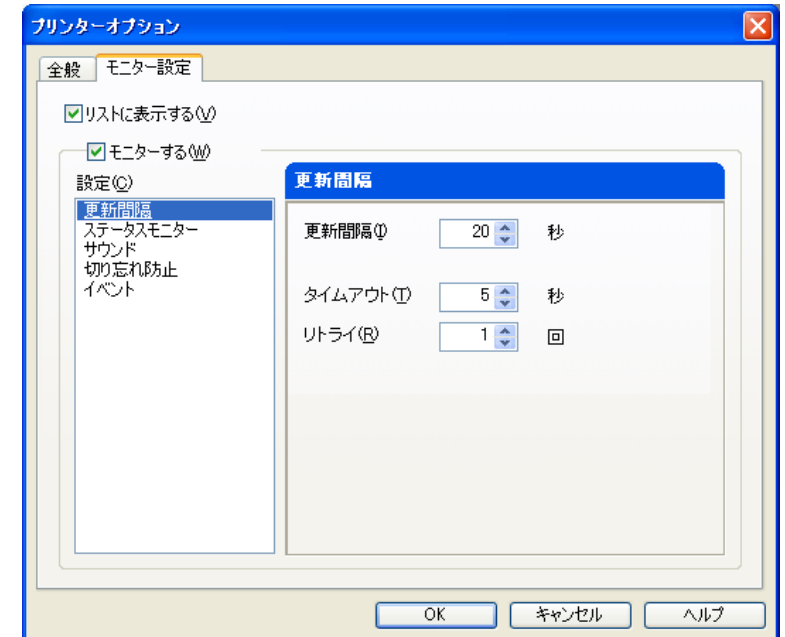 プリンターオプション
全般
モニター設定
リストに表示する(V)
モニターする(W)
設定(C)
更新間隔
ステータスモニター
サウンド
切り忘れ防止
イベント
更新間隔
更新間隔(I) 20 秒
タイムアウト(T) 5 秒
リトライ(R) 1 回
OK キャンセル ヘルプ